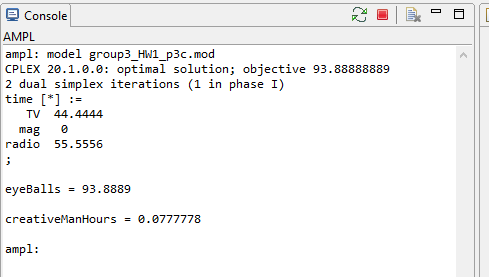 Console
AMPL
ampl: model group3_HW1_p3c.mod
CPLEX 20.1.0.0: optimal solution; objective 93.88888889
2 dual simplex iterations (1 in phase I)
time [*] :=
TV 44.4444
mag 0
radio 55.5556
;
eyeBalls = 93.8889
creativeManHours = 0.0777778
ampl: